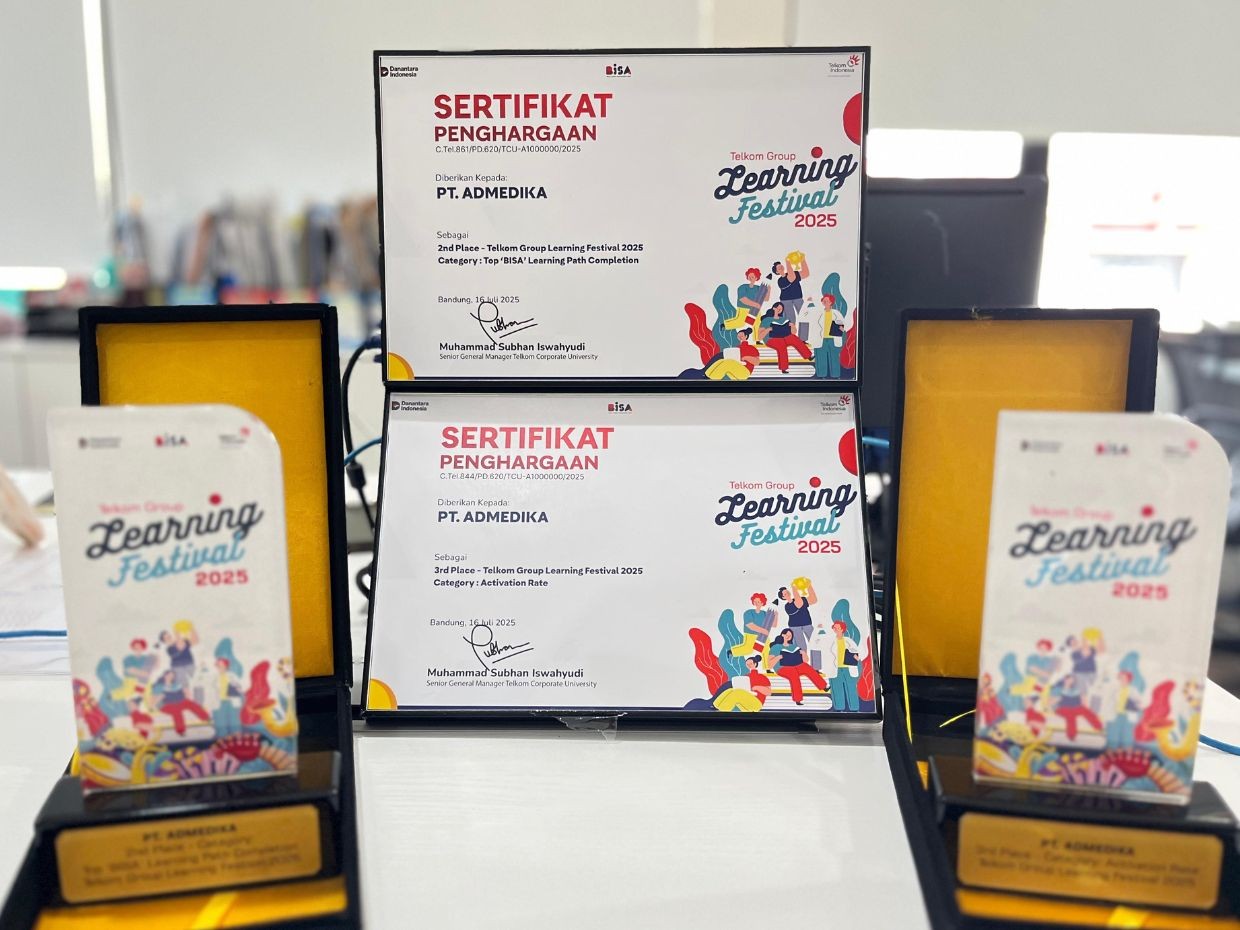 Danantara
Indonesia
BiSA
Telkom
Indonesia
SERTIFIKAT
PENGHARGAAN
C.Tel.861/PD.620/TCU-A1000000/2025
Diberikan Kepada:
PT. ADMEDIKA
Sebagai
2nd Place - Telkom Group Learning Festival 2025
Category : Top 'BISA' Learning Path Completion
Bandung, 16 Juli 2025
Muhammad Subhan Iswahyudi
Senior General Manager Telkom Corporate University
Telkom Group
Learning
Festival
2025
Danantara
Indonesia
BiSA
Telkom
Indonesia
SERTIFIKAT
PENGHARGAAN
C.Tel.844/PD.620/TCU-A1000000/2025
Diberikan Kepada:
PT. ADMEDIKA
Sebagai
3rd Place - Telkom Group Learning Festival 2025
Category : Activation Rate
Bandung, 16 Juli 2025
Muhammad Subhan Iswahyudi
Senior General Manager Telkom Corporate University
Telkom Group
Learning
Festival
2025
BiSA
Telkom Group
Learning
Festival
2025
PT. ADMEDIKA
2nd Place - Category:
Top 'BISA' Learning Path Completion
Telkom Group Learning Festival 2025
BiSA
Telkom Group
Learning
Festival
2025
PT. ADMEDIKA
3rd Place - Category: Activation Rate
Telkom Group Learning Festival 2025